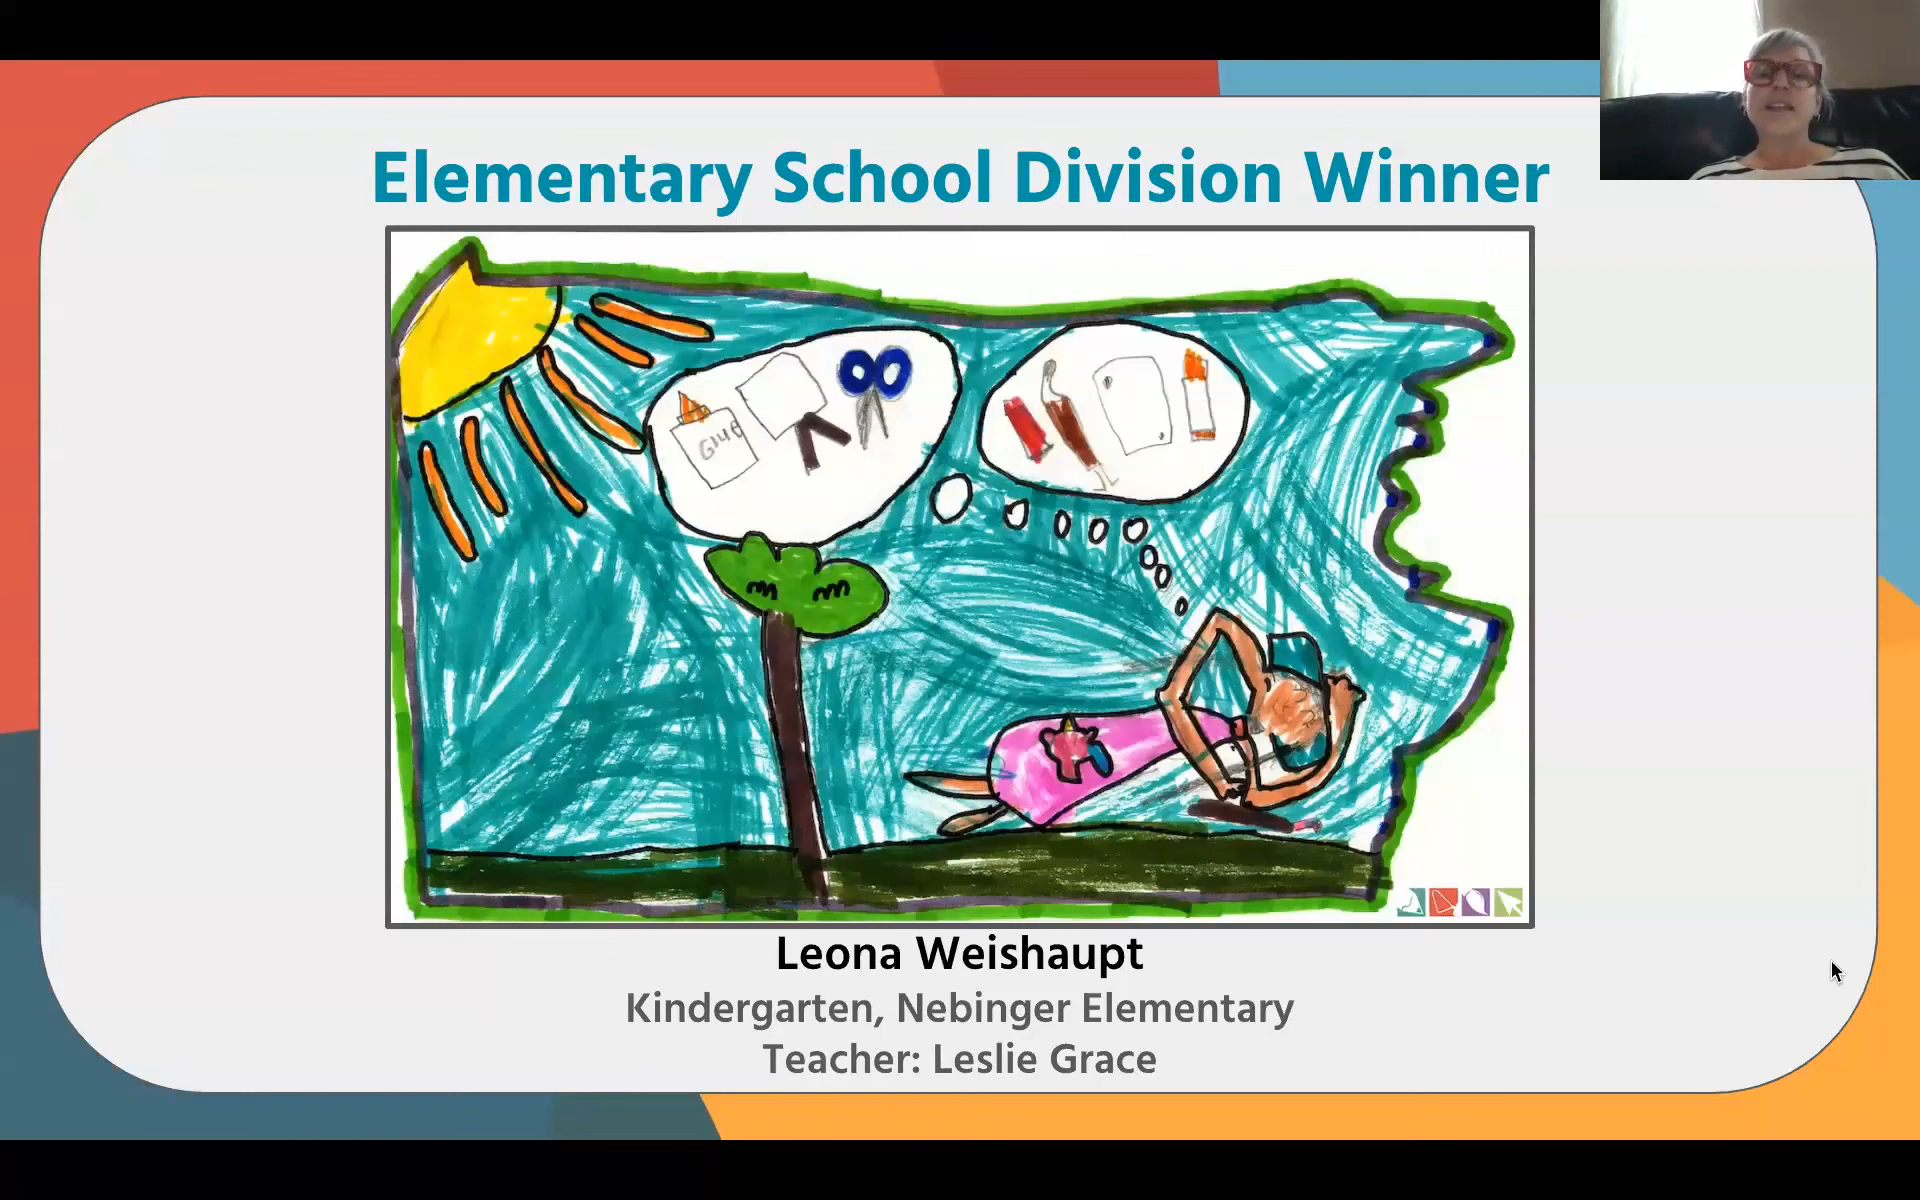 Elementary School Division Winner
Glue
Leona Weishaupt
Kindergarten, Nebinger Elementary
Teacher: Leslie Grace